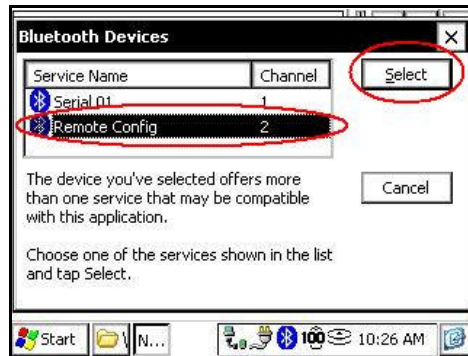 Bluetooth Devices
Service Name Channel
Serial 01 1
Remote Config 2
Select
Cancel
The device you've selected offers more
than one service that may be compatible
with this application.
Choose one of the services shown in the list
and tap Select.
Start \ N... 100 10:26 AM